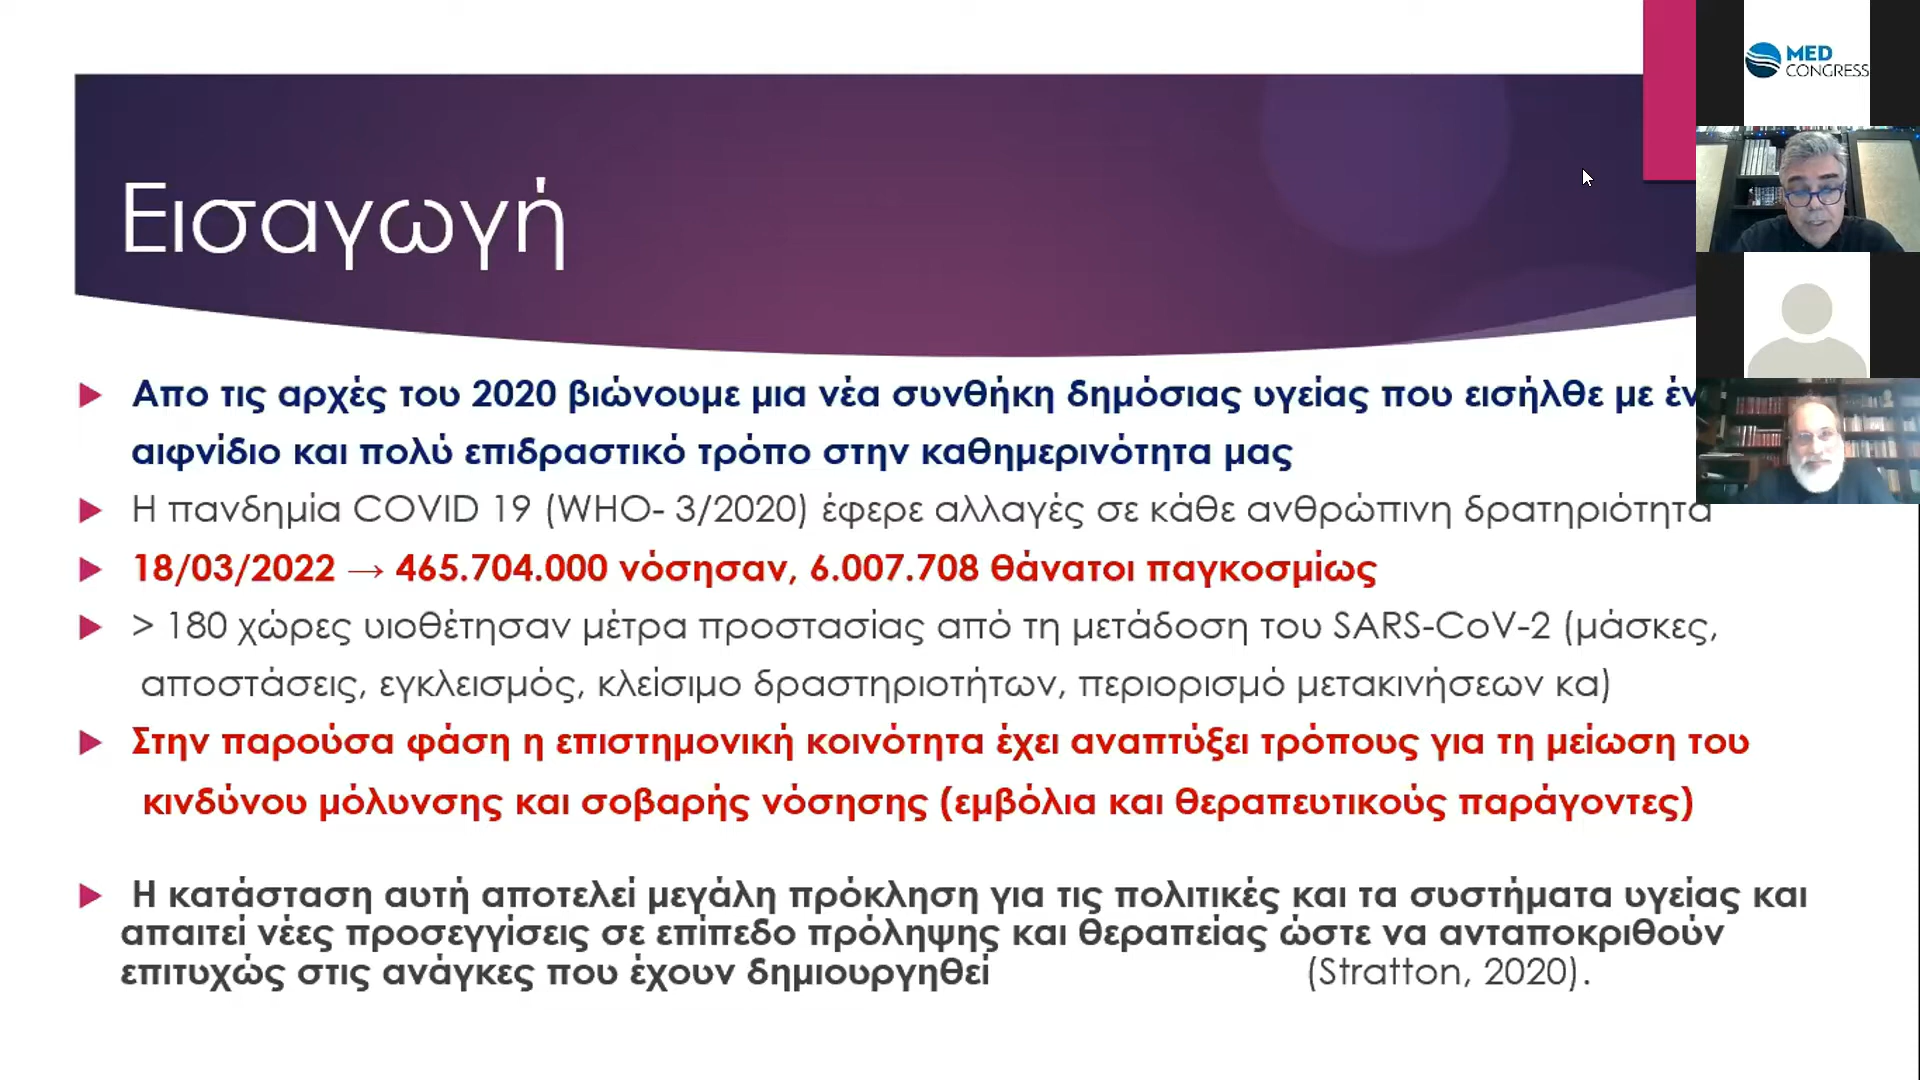 Εισαγωγή
MED
CONGRESS
Απο τις αρχές του 2020 βιώνουμε μια νέα συνθήκη δημόσιας υγείας που εισήλθε με
αιφνίδιο και πολύ επιδραστικό τρόπο στην καθημερινότητα μας
Η πανδημία COVID 19 (WHO- 3/2020) έφερε αλλαγές σε κάθε ανθρώπινη δρατηριότητα
18/03/2022 → 465.704.000 νόσησαν, 6.007.708 θάνατοι παγκοσμίως
> 180 χώρες υιοθέτησαν μέτρα προστασίας από τη μετάδοση του SARS-CoV-2 (μάσκες,
αποστάσεις, εγκλεισμός, κλείσιμο δραστηριοτήτων, περιορισμό μετακινήσεων κα)
Στην παρούσα φάση η επιστημονική κοινότητα έχει αναπτύξει τρόπους για τη μείωση του
κινδύνου μόλυνσης και σοβαρής νόσησης (εμβόλια και θεραπευτικούς παράγοντες)
Η κατάσταση αυτή αποτελεί μεγάλη πρόκληση για τις πολιτικές και τα συστήματα υγείας και
απαιτεί νέες προσεγγίσεις σε επίπεδο πρόληψης και θεραπείας ώστε να ανταποκριθούν
επιτυχώς στις ανάγκες που έχουν δημιουργηθεί (Stratton, 2020).